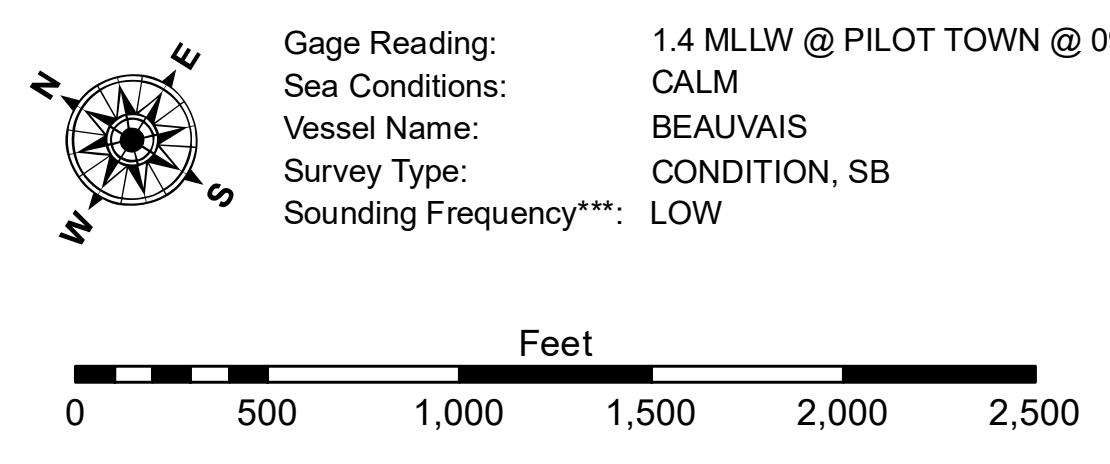 N
E
S
W
Gage Reading: 1.4 MLLW @ PILOT TOWN @
Sea Conditions: CALM
Vessel Name: BEAUVAIS
Survey Type: CONDITION, SB
Sounding Frequency***: LOW
Feet
0 500 1,000 1,500 2,000 2,500